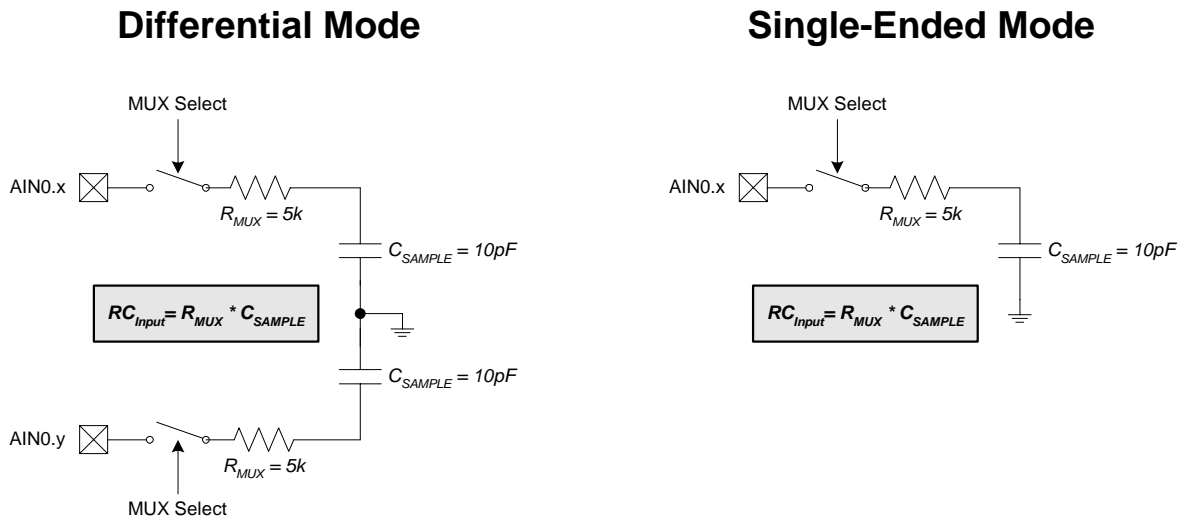 Differential Mode
MUX Select
AIN0.x
R_MUX = 5k
C_SAMPLE = 10pF
RC_Input= R_MUX * C_SAMPLE
C_SAMPLE = 10pF
AIN0.y
R_MUX = 5k
MUX Select
Single-Ended Mode
MUX Select
AIN0.x
R_MUX = 5k
C_SAMPLE = 10pF
RC_Input= R_MUX * C_SAMPLE